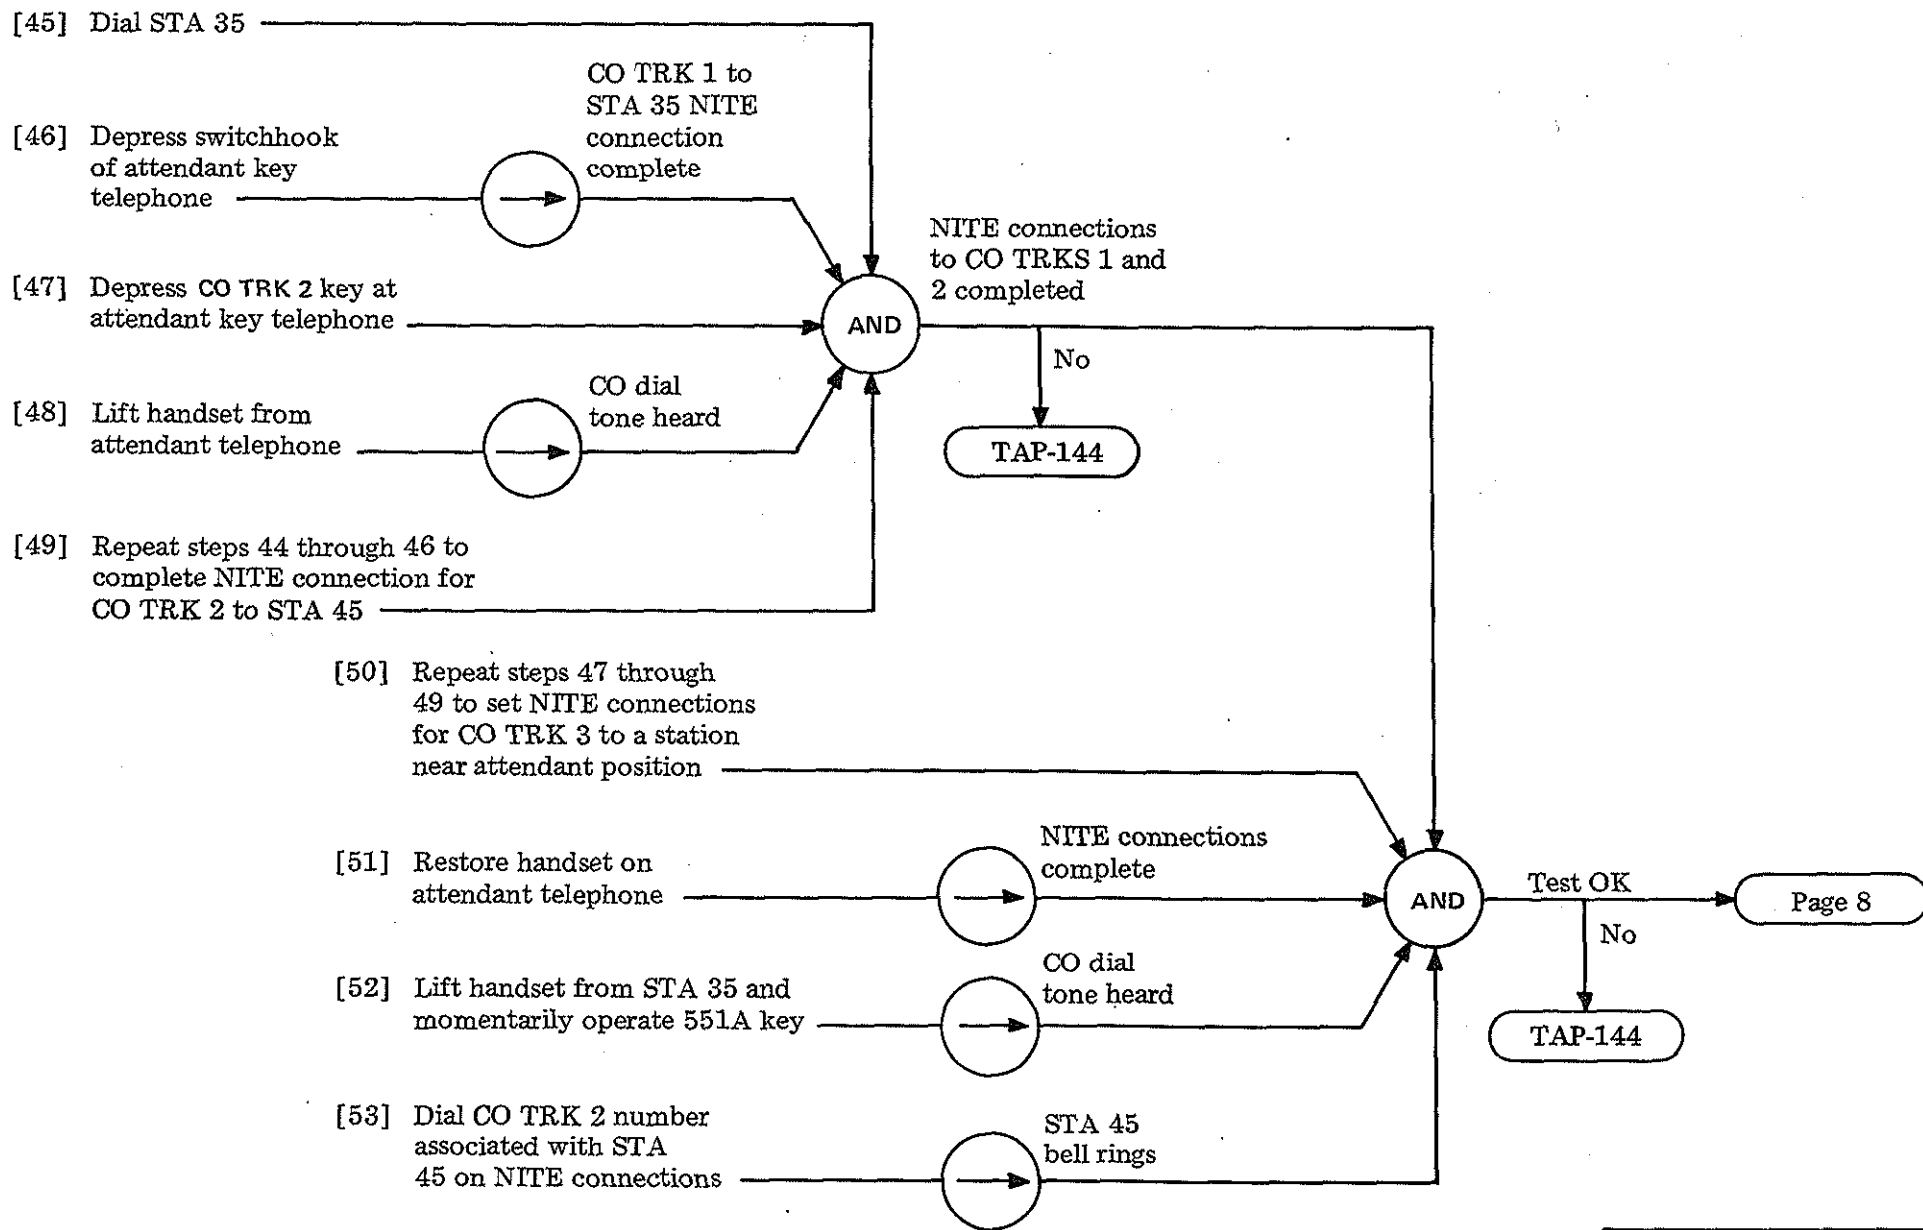 [45] Dial STA 35
CO TRK 1 to
STA 35 NITE
connection
complete
[46] Depress switchhook
of attendant key
telephone
NITE connections
to CO TRKS 1 and
2 completed
[47] Depress CO TRK 2 key at
attendant key telephone
AND
No
TAP-144
CO dial
tone heard
[48] Lift handset from
attendant telephone
[49] Repeat steps 44 through 46 to
complete NITE connection for
CO TRK 2 to STA 45
[50] Repeat steps 47 through
49 to set NITE connections
for CO TRK 3 to a station
near attendant position
[51] Restore handset on
attendant telephone
NITE connections
complete
AND
Test OK
Page 8
No
TAP-144
[52] Lift handset from STA 35 and
momentarily operate 551A key
CO dial
tone heard
[53] Dial CO TRK 2 number
associated with STA
45 on NITE connections
STA 45
bell rings